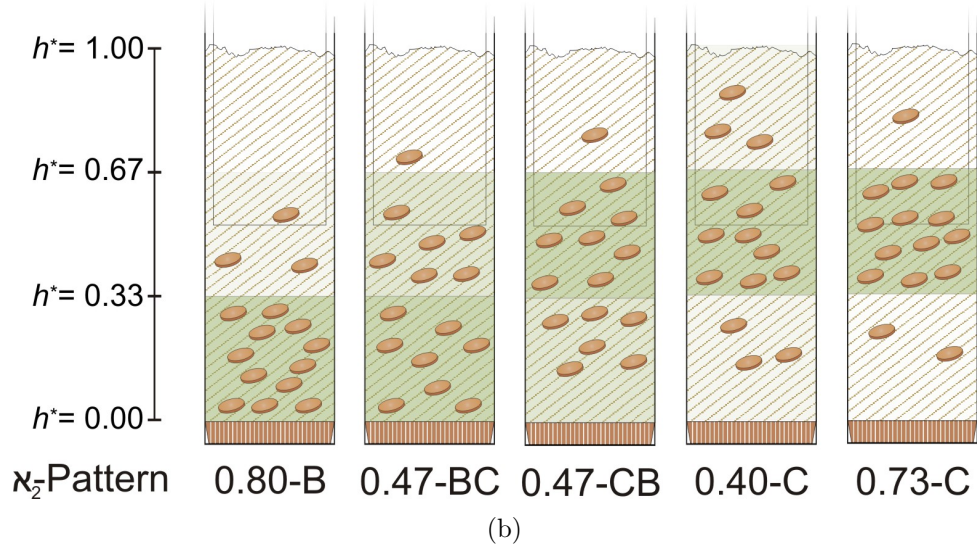 h*= 1.00
h*= 0.67
h*= 0.33
h*= 0.00
ϰ₂-Pattern 0.80-B 0.47-BC 0.47-CB 0.40-C 0.73-C
(b)